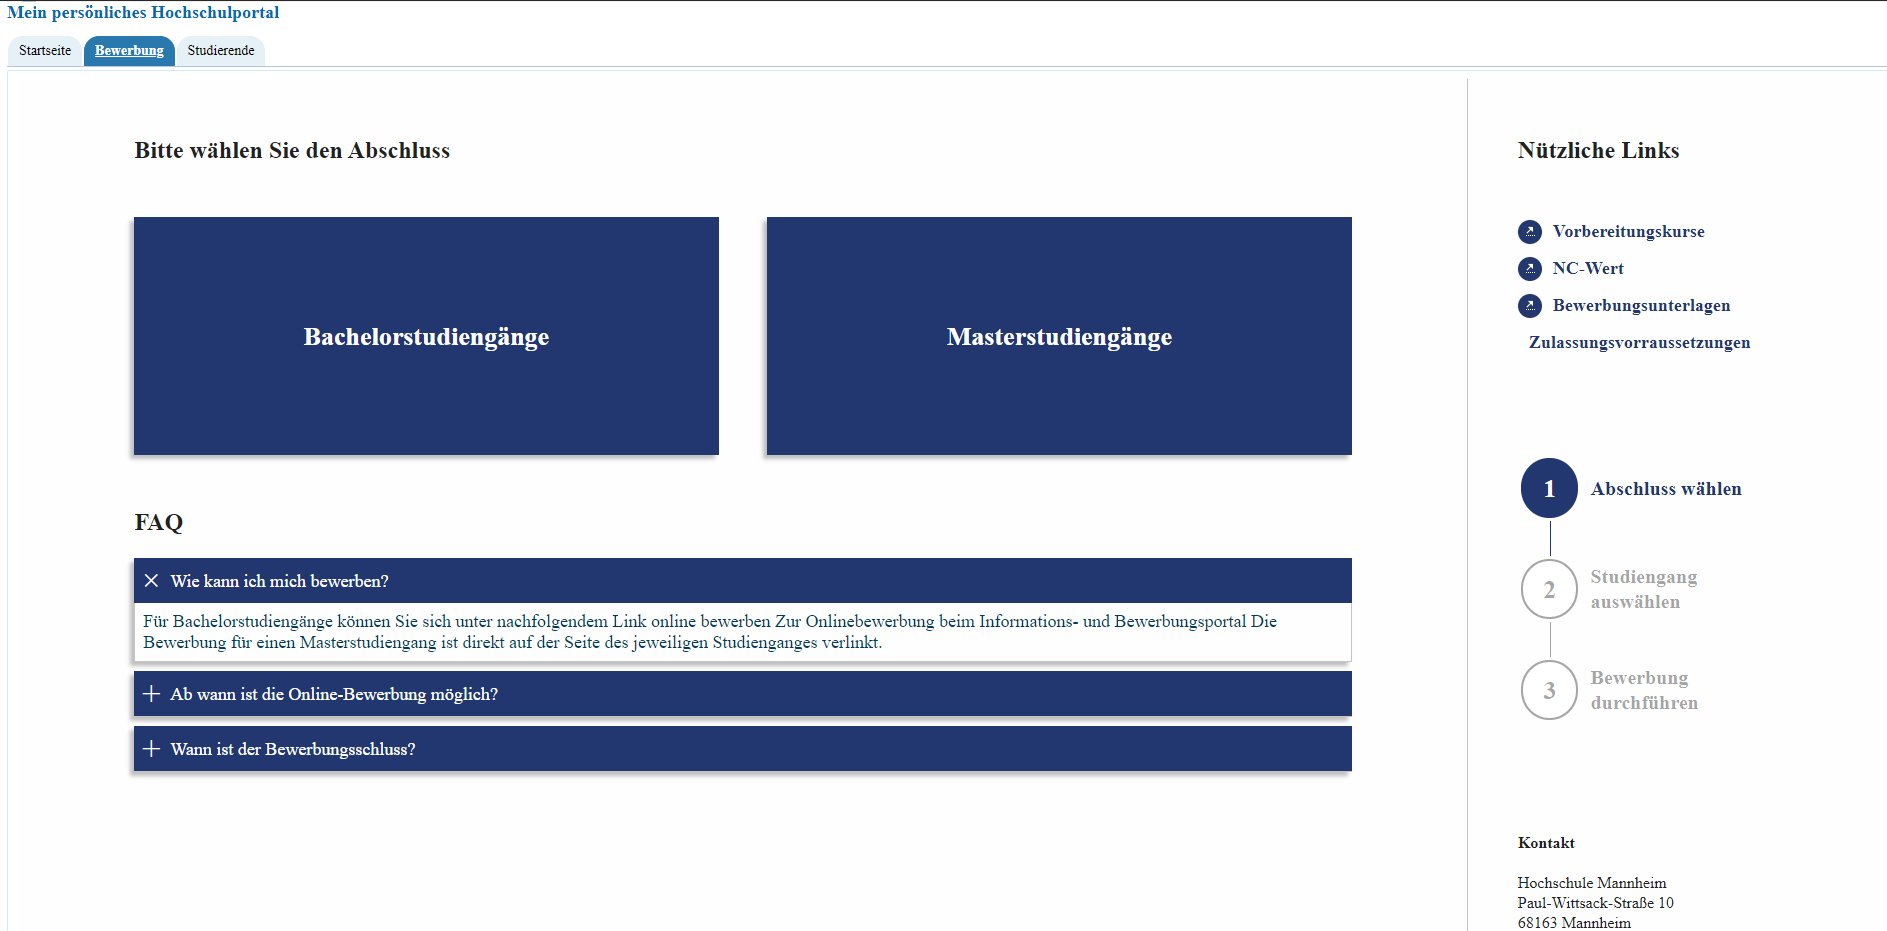 Mein persönliches Hochschulportal
Startseite
Bewerbung
Studierende
Bitte wählen Sie den Abschluss
Bachelorstudiengänge
Masterstudiengänge
FAQ
Wie kann ich mich bewerben?
Für Bachelorstudiengänge können Sie sich unter nachfolgendem Link online bewerben Zur Onlinebewerbung beim Informations- und Bewerbungsportal Die
Bewerbung für einen Masterstudiengang ist direkt auf der Seite des jeweiligen Studienganges verlinkt.
Ab wann ist die Online-Bewerbung möglich?
Wann ist der Bewerbungsschluss?
Nützliche Links
Vorbereitungskurse
NC-Wert
Bewerbungsunterlagen
Zulassungsvorraussetzungen
1 Abschluss wählen
2 Studiengang
auswählen
3 Bewerbung
durchführen
Kontakt
Hochschule Mannheim
Paul-Wittsack-Straße 10
68163 Mannheim